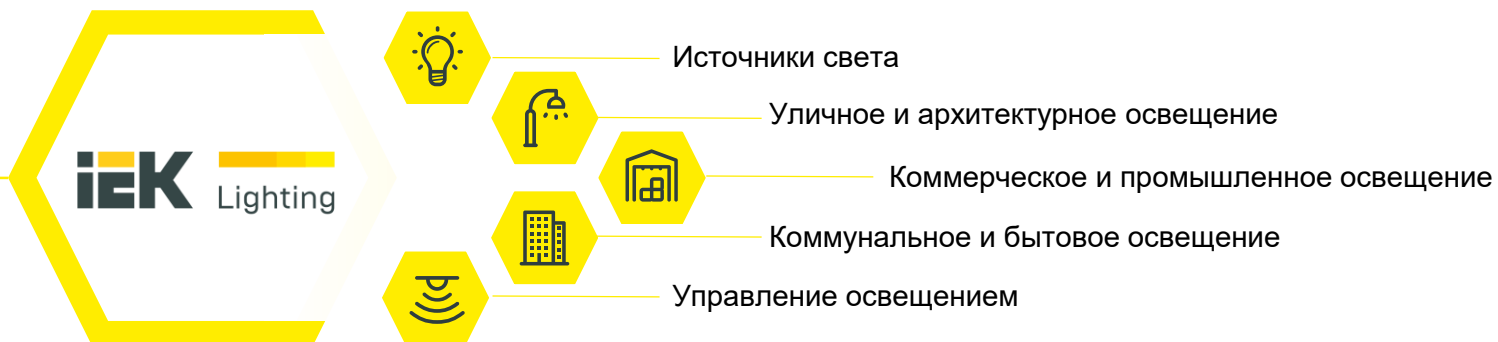 IEK Lighting
Источники света
Уличное и архитектурное освещение
Коммерческое и промышленное освещение
Коммунальное и бытовое освещение
Управление освещением